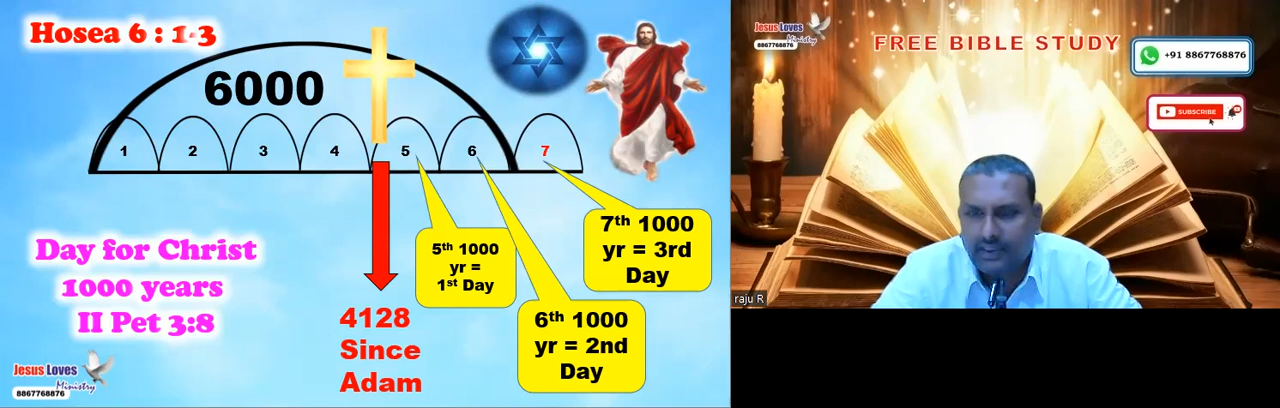 Hosea 6 : 1-3
6000
1 2 3 4 5 6 7
Day for Christ
1000 years
II Pet 3:8
4128
Since
Adam
5th 1000
yr =
1st Day
6th 1000
yr = 2nd
Day
7th 1000
yr = 3rd
Day
Jesus Loves
Ministry
8867768876
Jesus Loves
Ministry
8867768876
FREE BIBLE STUDY
+91 8867768876
SUBSCRIBE
raju R